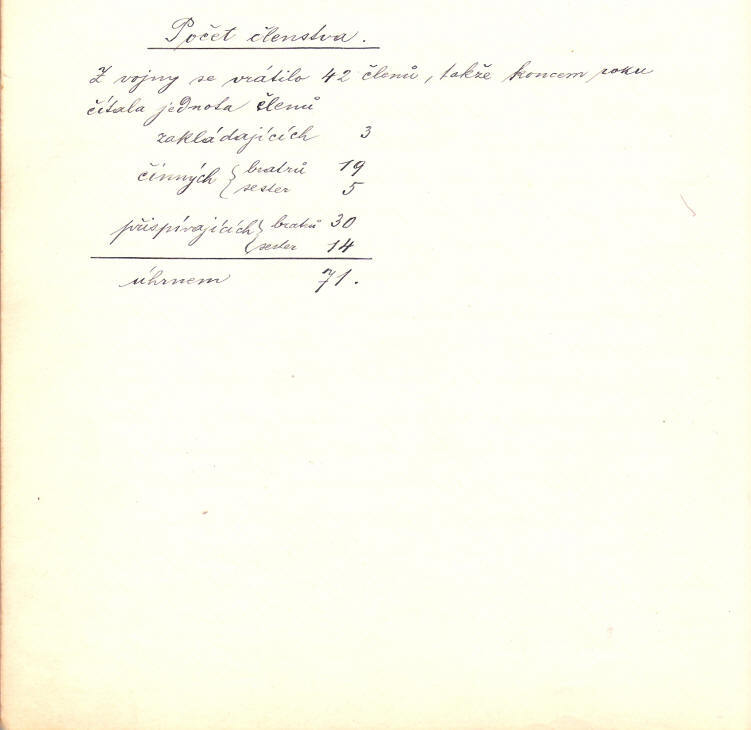 Počet členstva.
Z vojny se vrátilo 42 členů, takže koncem roku
čítala jednota členů
zakládajících 3
činných { bratrů 19
sester 5
přispívajících { bratrů 30
sester 14
úhrnem 71.